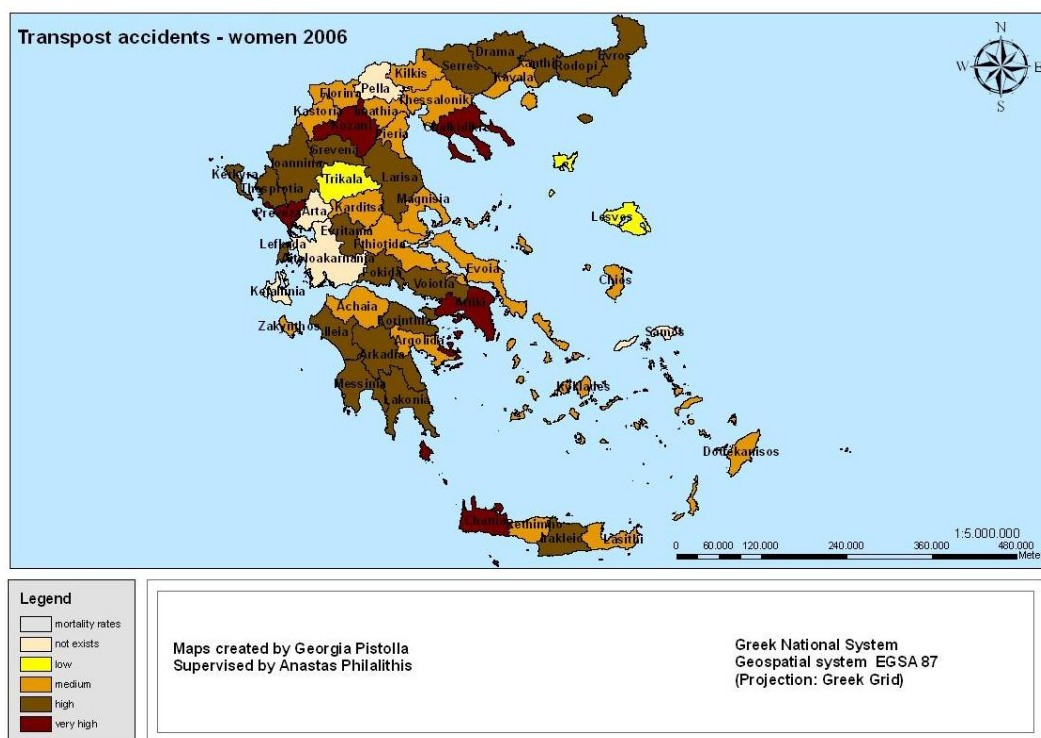 Transpost accidents - women 2006
N
W E
S
Evros
Drama
Xanthi
Rodopi
Serres
Kavala
Kilkis
Pella
Florina
Thessaloniki
Kastoria
Imathia
Kozani
Pieria
Chalkidiki
Grevena
Ioannina
Kerkyra
Thesprotia
Trikala
Larisa
Magnisia
Preveza
Arta
Karditsa
Lesvos
Evritania
Lefkada
Fthiotida
Aitoloakarnania
Evoia
Fokida
Voiotia
Chios
Kefallinia
Attiki
Achaia
Zakynthos
Ileia
Korinthia
Samos
Argolida
Arkadia
Messinia
Lakonia
Kyklades
Dodekanisos
Chania
Rethimno
Irakleio
Lasithi
1:5.000.000
0 60.000 120.000 240.000 360.000 480.000
Mete
Legend
mortality rates
not exists
low
medium
high
very high
Maps created by Georgia Pistolla
Supervised by Anastas Philalithis
Greek National System
Geospatial system EGSA 87
(Projection: Greek Grid)